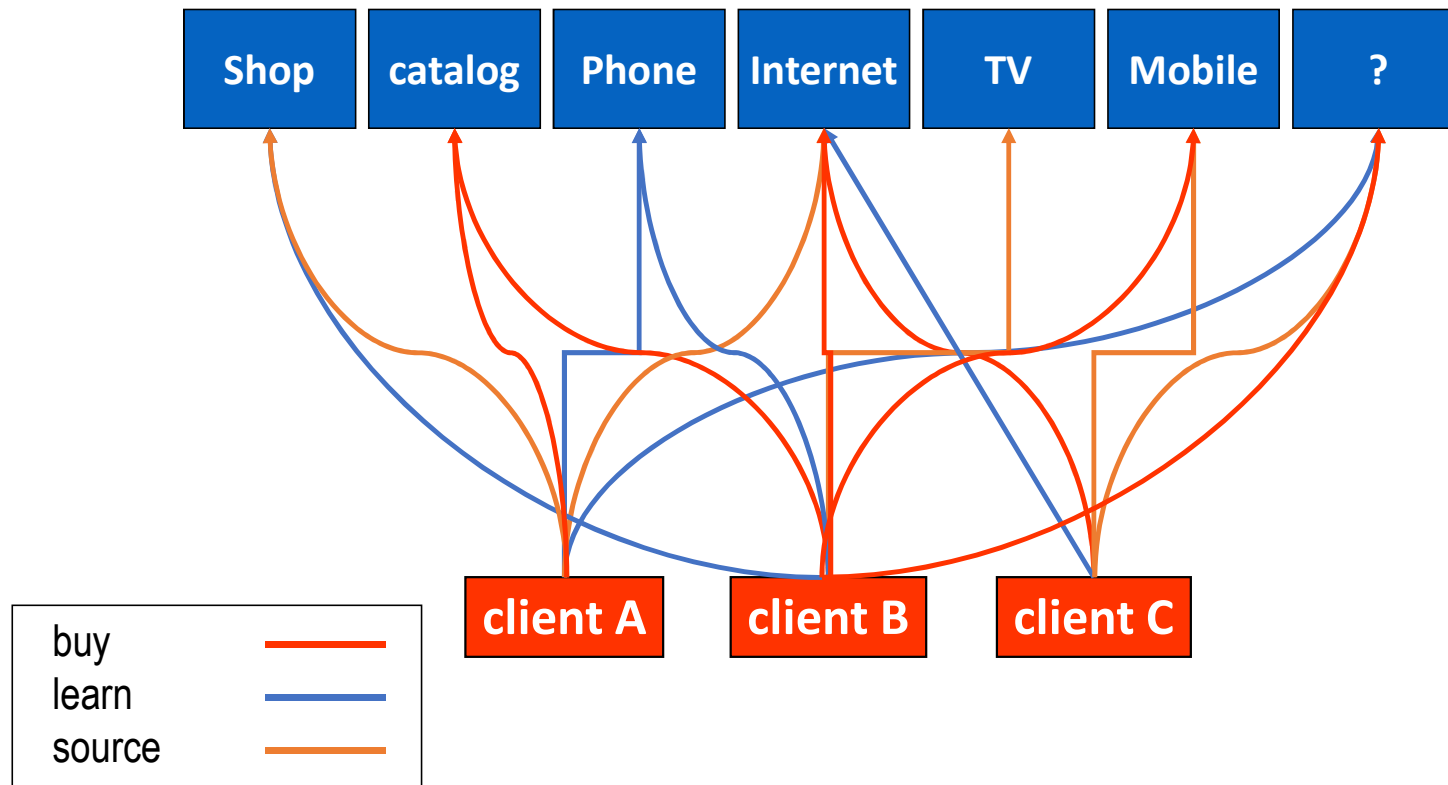 Shop
catalog
Phone
Internet
TV
Mobile
?
client A
client B
client C
buy
learn
source